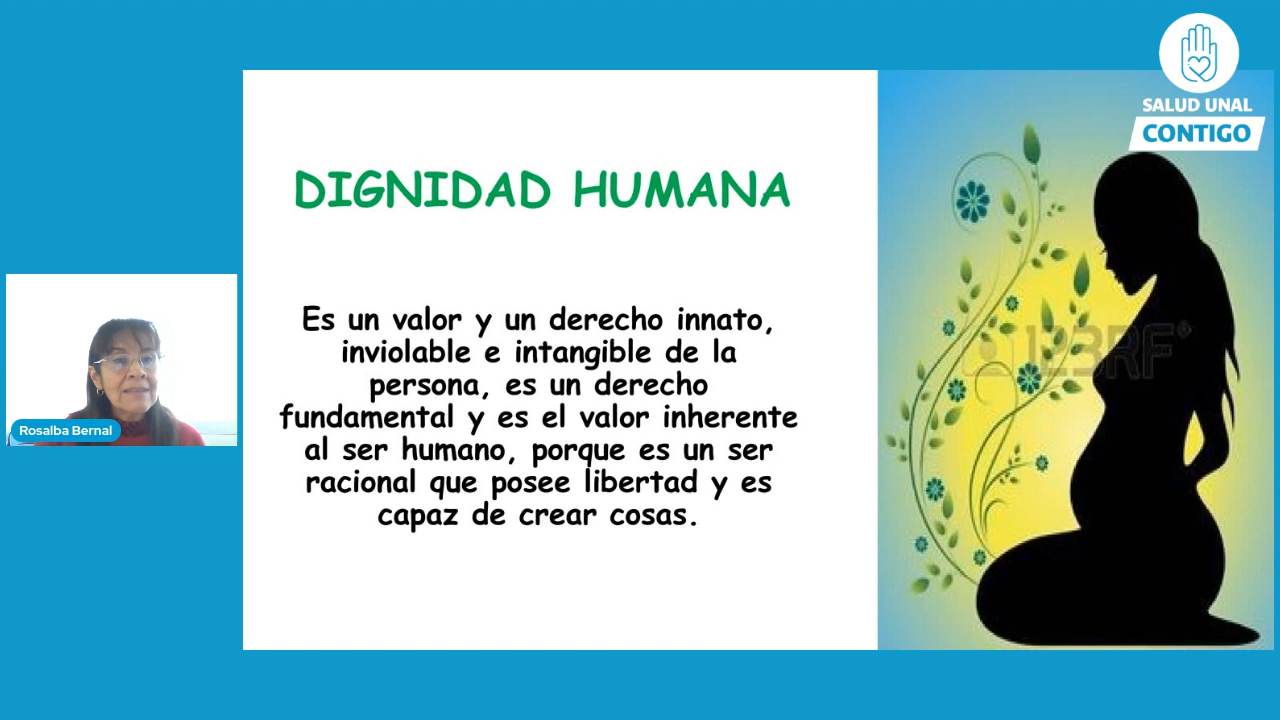 SALUD UNAL
CONTIGO
DIGNIDAD HUMANA
Es un valor y un derecho innato,
inviolable e intangible de la
persona, es un derecho
fundamental y es el valor inherente
al ser humano, porque es un ser
racional que posee libertad y es
capaz de crear cosas.
123RF
Rosalba Bernal